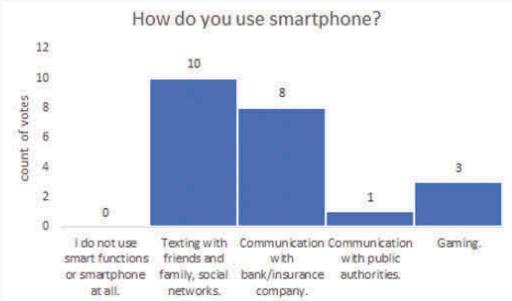 How do you use smartphone?
12
10
8
6
4
2
0
count of votes
0
10
8
1
3
I do not use
smart functions
or smartphone
at all.
Texting with
friends and
family, social
networks.
Communication
with
bank/insurance
company.
Communication
with public
authorities.
Gaming.